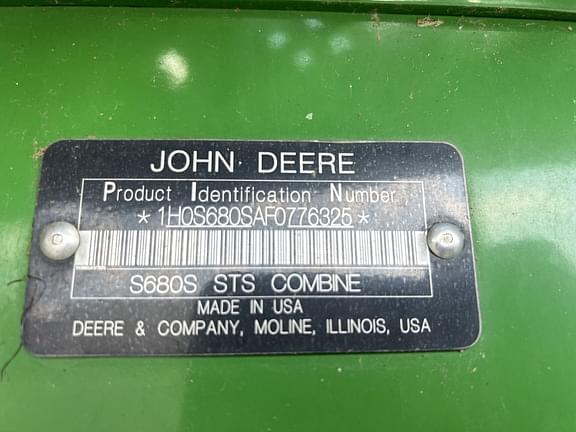 JOHN DEERE
Product Identification Number
*1H0S680SAF0776325*
S680S STS COMBINE
MADE IN USA
DEERE & COMPANY, MOLINE, ILLINOIS, USA